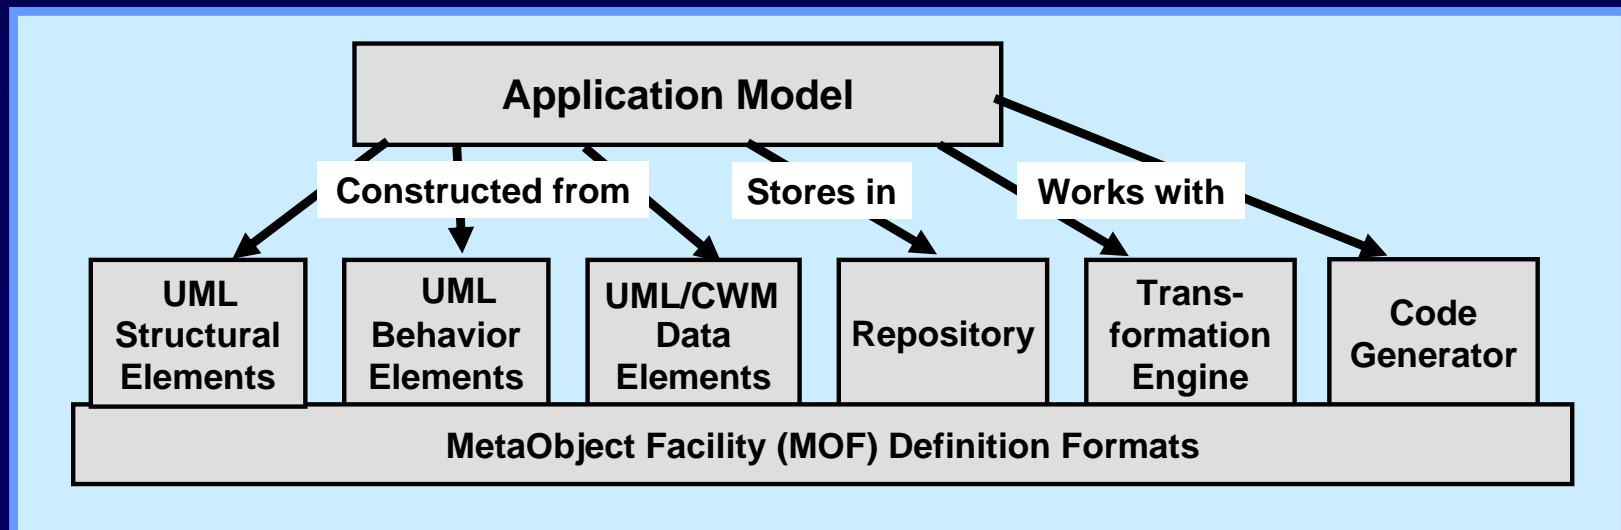 Application Model
Constructed from
Stores in
Works with
UML
Structural
Elements
UML
Behavior
Elements
UML/CWM
Data
Elements
Repository
Trans-
formation
Engine
Code
Generator
MetaObject Facility (MOF) Definition Formats